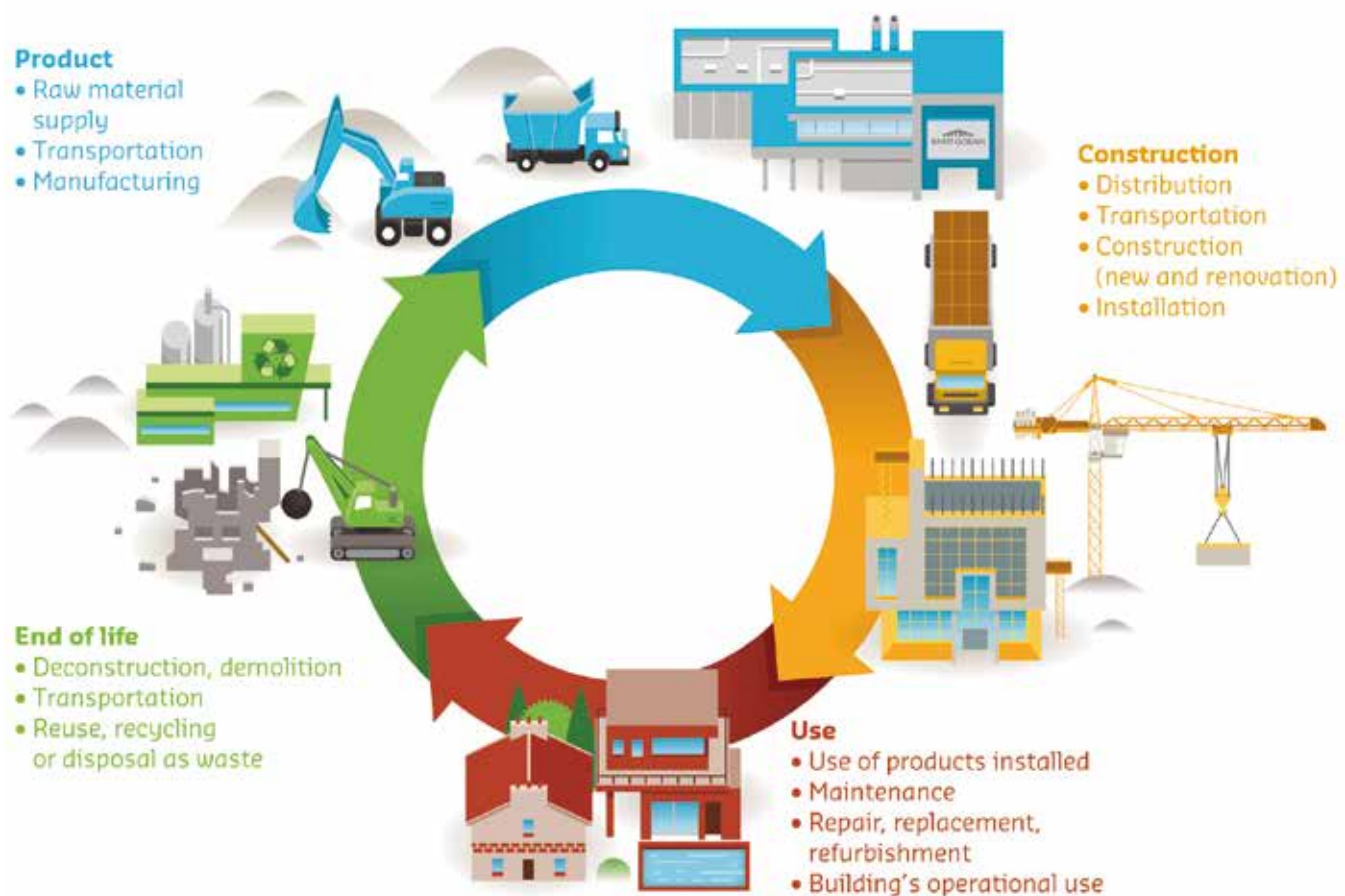 Product
• Raw material
supply
• Transportation
• Manufacturing
SAINT-GOBAIN
Construction
• Distribution
• Transportation
• Construction
(new and renovation)
• Installation
End of life
• Deconstruction, demolition
• Transportation
• Reuse, recycling
or disposal as waste
Use
• Use of products installed
• Maintenance
• Repair, replacement,
refurbishment
• Building's operational use